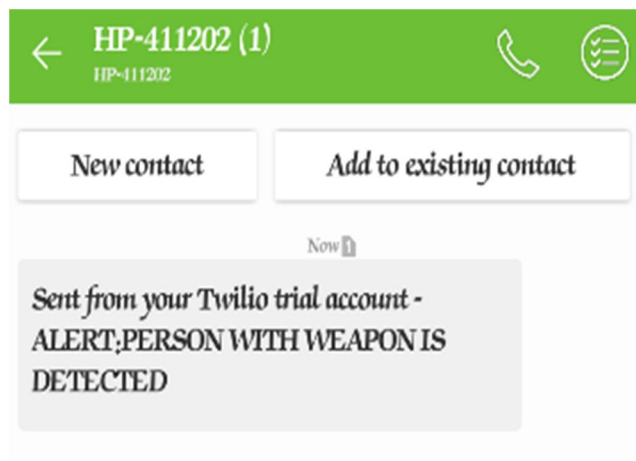 HP-411202 (1)
HP-411202
New contact
Add to existing contact
Now 1
Sent from your Twilio trial account -
ALERT;PERSON WITH WEAPON IS
DETECTED